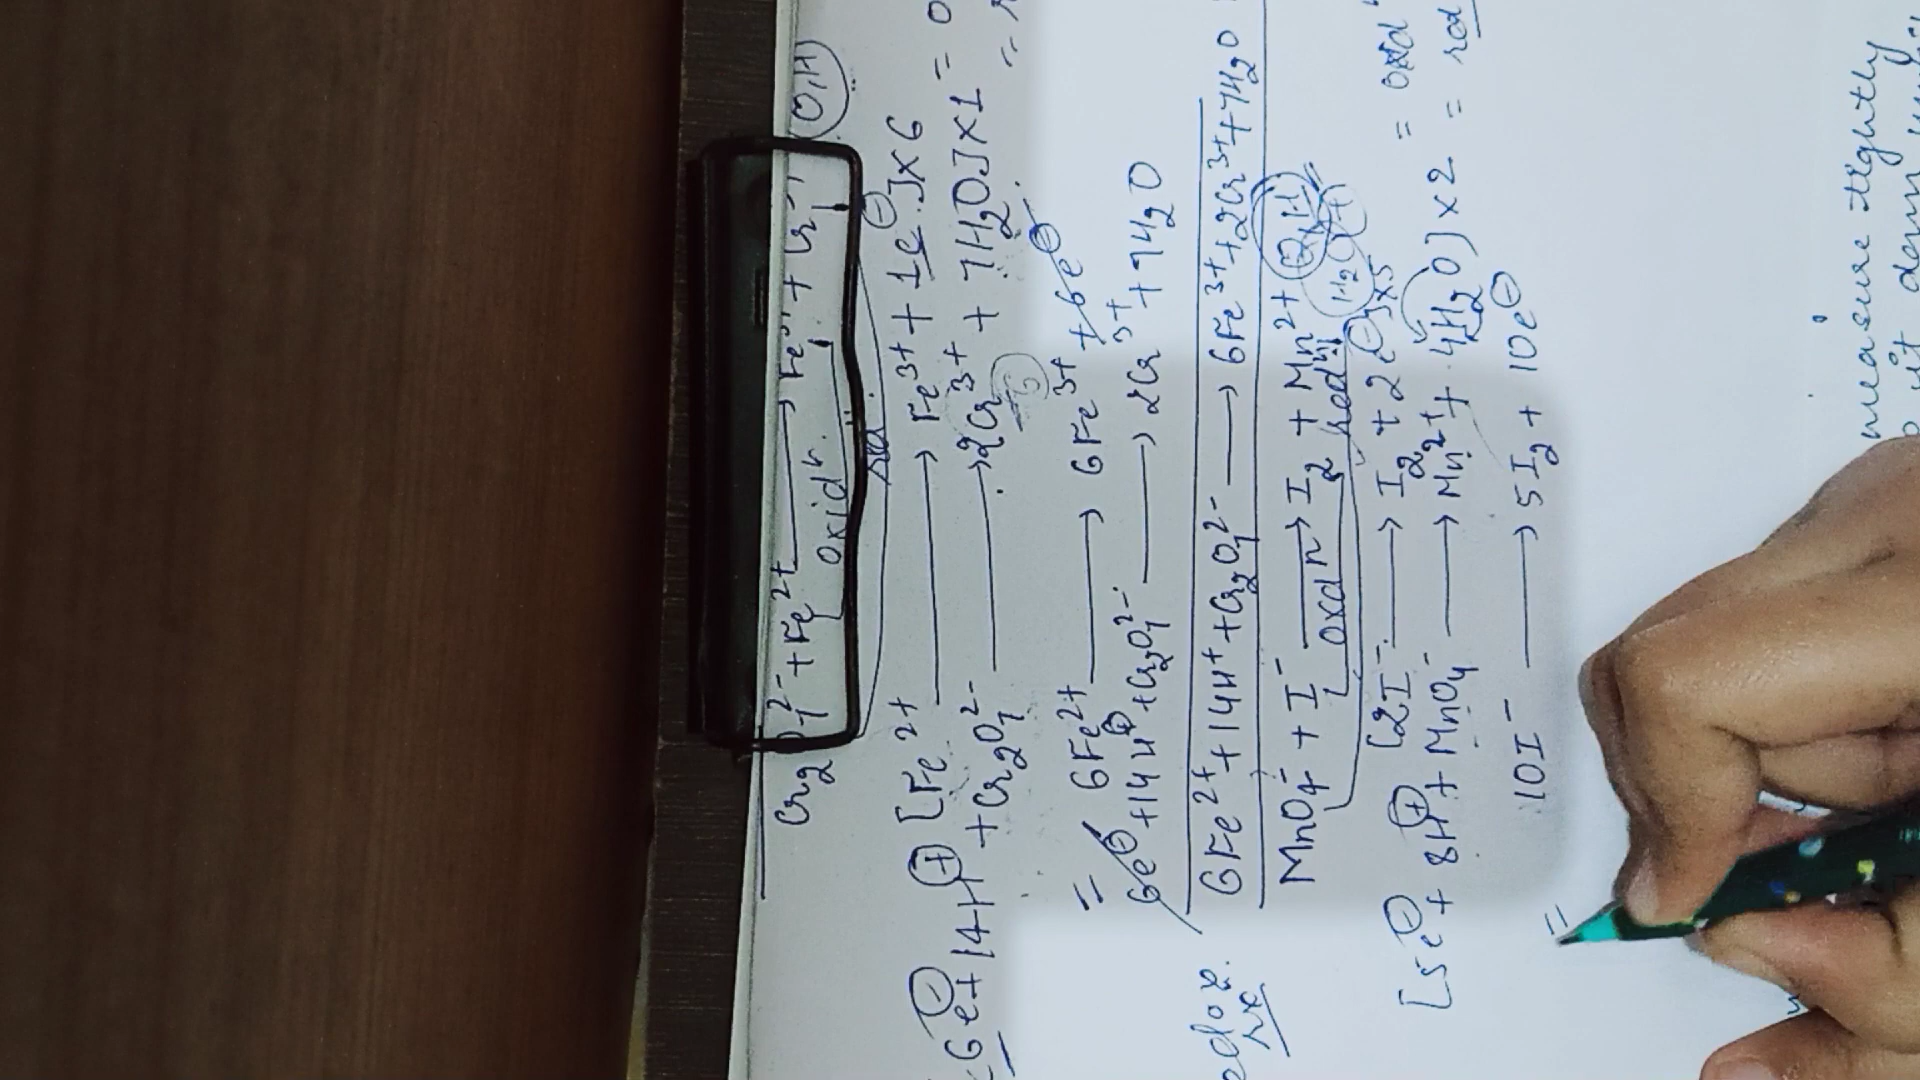 Cr2O7^2- + Fe^2+ ⟶ Fe^3+ + Cr^3+ (O,H)
oxidn.
red.
[Fe^2+ ⟶ Fe^3+ + 1e^⊖]×6 = 0
6e^⊖ + 14H^⊕ + Cr2O7^2- ⟶ 2Cr^3+ + 7H2O]×1 = r
= 6Fe^2+ ⟶ 6Fe^3+ + 6e^⊖
6e^⊖ + 14H^⊕ + Cr2O7^2- ⟶ 2Cr^3+ + 7H2O
6Fe^2+ + 14H^+ + Cr2O7^2- ⟶ 6Fe^3+ + 2Cr^3+ + 7H2O
edox.
rx
MnO4^- + I^- ⟶ I2 + Mn^2+
oxdn redn
[2I^- ⟶ I2 + 2e^⊖]×5 = oxdn
[5e^⊖ + 8H^⊕ + MnO4^- ⟶ Mn^2+ + 4H2O]×2 = red
= 10I^- ⟶ 5I2 + 10e^⊖
measure tightly